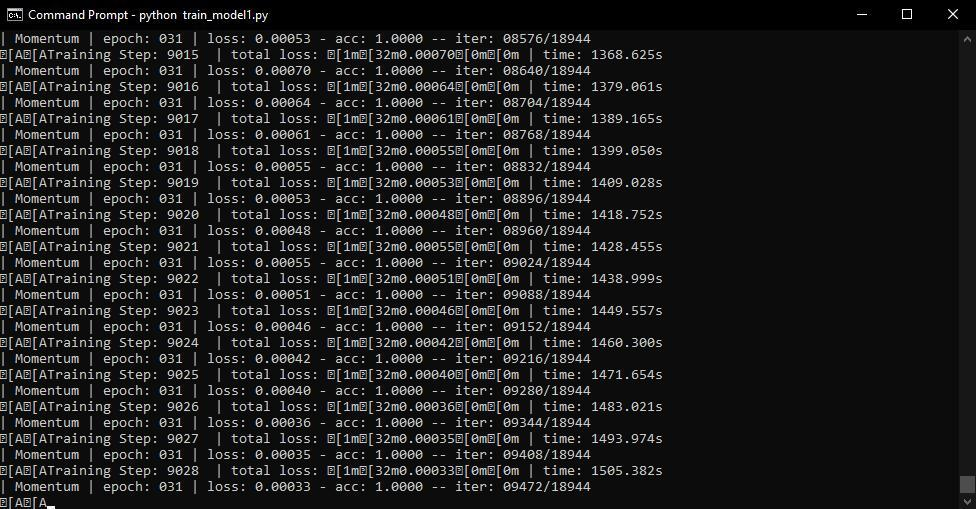 Command Prompt - python train_model1.py
| Momentum | epoch: 031 | loss: 0.00053 - acc: 1.0000 -- iter: 08576/18944
�[A�[ATraining Step: 9015  | total loss: �[1m�[32m0.00070�[0m�[0m | time: 1368.625s
| Momentum | epoch: 031 | loss: 0.00070 - acc: 1.0000 -- iter: 08640/18944
�[A�[ATraining Step: 9016  | total loss: �[1m�[32m0.00064�[0m�[0m | time: 1379.061s
| Momentum | epoch: 031 | loss: 0.00064 - acc: 1.0000 -- iter: 08704/18944
�[A�[ATraining Step: 9017  | total loss: �[1m�[32m0.00061�[0m�[0m | time: 1389.165s
| Momentum | epoch: 031 | loss: 0.00061 - acc: 1.0000 -- iter: 08768/18944
�[A�[ATraining Step: 9018  | total loss: �[1m�[32m0.00055�[0m�[0m | time: 1399.050s
| Momentum | epoch: 031 | loss: 0.00055 - acc: 1.0000 -- iter: 08832/18944
�[A�[ATraining Step: 9019  | total loss: �[1m�[32m0.00053�[0m�[0m | time: 1409.028s
| Momentum | epoch: 031 | loss: 0.00053 - acc: 1.0000 -- iter: 08896/18944
�[A�[ATraining Step: 9020  | total loss: �[1m�[32m0.00048�[0m�[0m | time: 1418.752s
| Momentum | epoch: 031 | loss: 0.00048 - acc: 1.0000 -- iter: 08960/18944
�[A�[ATraining Step: 9021  | total loss: �[1m�[32m0.00055�[0m�[0m | time: 1428.455s
| Momentum | epoch: 031 | loss: 0.00055 - acc: 1.0000 -- iter: 09024/18944
�[A�[ATraining Step: 9022  | total loss: �[1m�[32m0.00051�[0m�[0m | time: 1438.999s
| Momentum | epoch: 031 | loss: 0.00051 - acc: 1.0000 -- iter: 09088/18944
�[A�[ATraining Step: 9023  | total loss: �[1m�[32m0.00046�[0m�[0m | time: 1449.557s
| Momentum | epoch: 031 | loss: 0.00046 - acc: 1.0000 -- iter: 09152/18944
�[A�[ATraining Step: 9024  | total loss: �[1m�[32m0.00042�[0m�[0m | time: 1460.300s
| Momentum | epoch: 031 | loss: 0.00042 - acc: 1.0000 -- iter: 09216/18944
�[A�[ATraining Step: 9025  | total loss: �[1m�[32m0.00040�[0m�[0m | time: 1471.654s
| Momentum | epoch: 031 | loss: 0.00040 - acc: 1.0000 -- iter: 09280/18944
�[A�[ATraining Step: 9026  | total loss: �[1m�[32m0.00036�[0m�[0m | time: 1483.021s
| Momentum | epoch: 031 | loss: 0.00036 - acc: 1.0000 -- iter: 09344/18944
�[A�[ATraining Step: 9027  | total loss: �[1m�[32m0.00035�[0m�[0m | time: 1493.974s
| Momentum | epoch: 031 | loss: 0.00035 - acc: 1.0000 -- iter: 09408/18944
�[A�[ATraining Step: 9028  | total loss: �[1m�[32m0.00033�[0m�[0m | time: 1505.382s
| Momentum | epoch: 031 | loss: 0.00033 - acc: 1.0000 -- iter: 09472/18944
�[A�[A